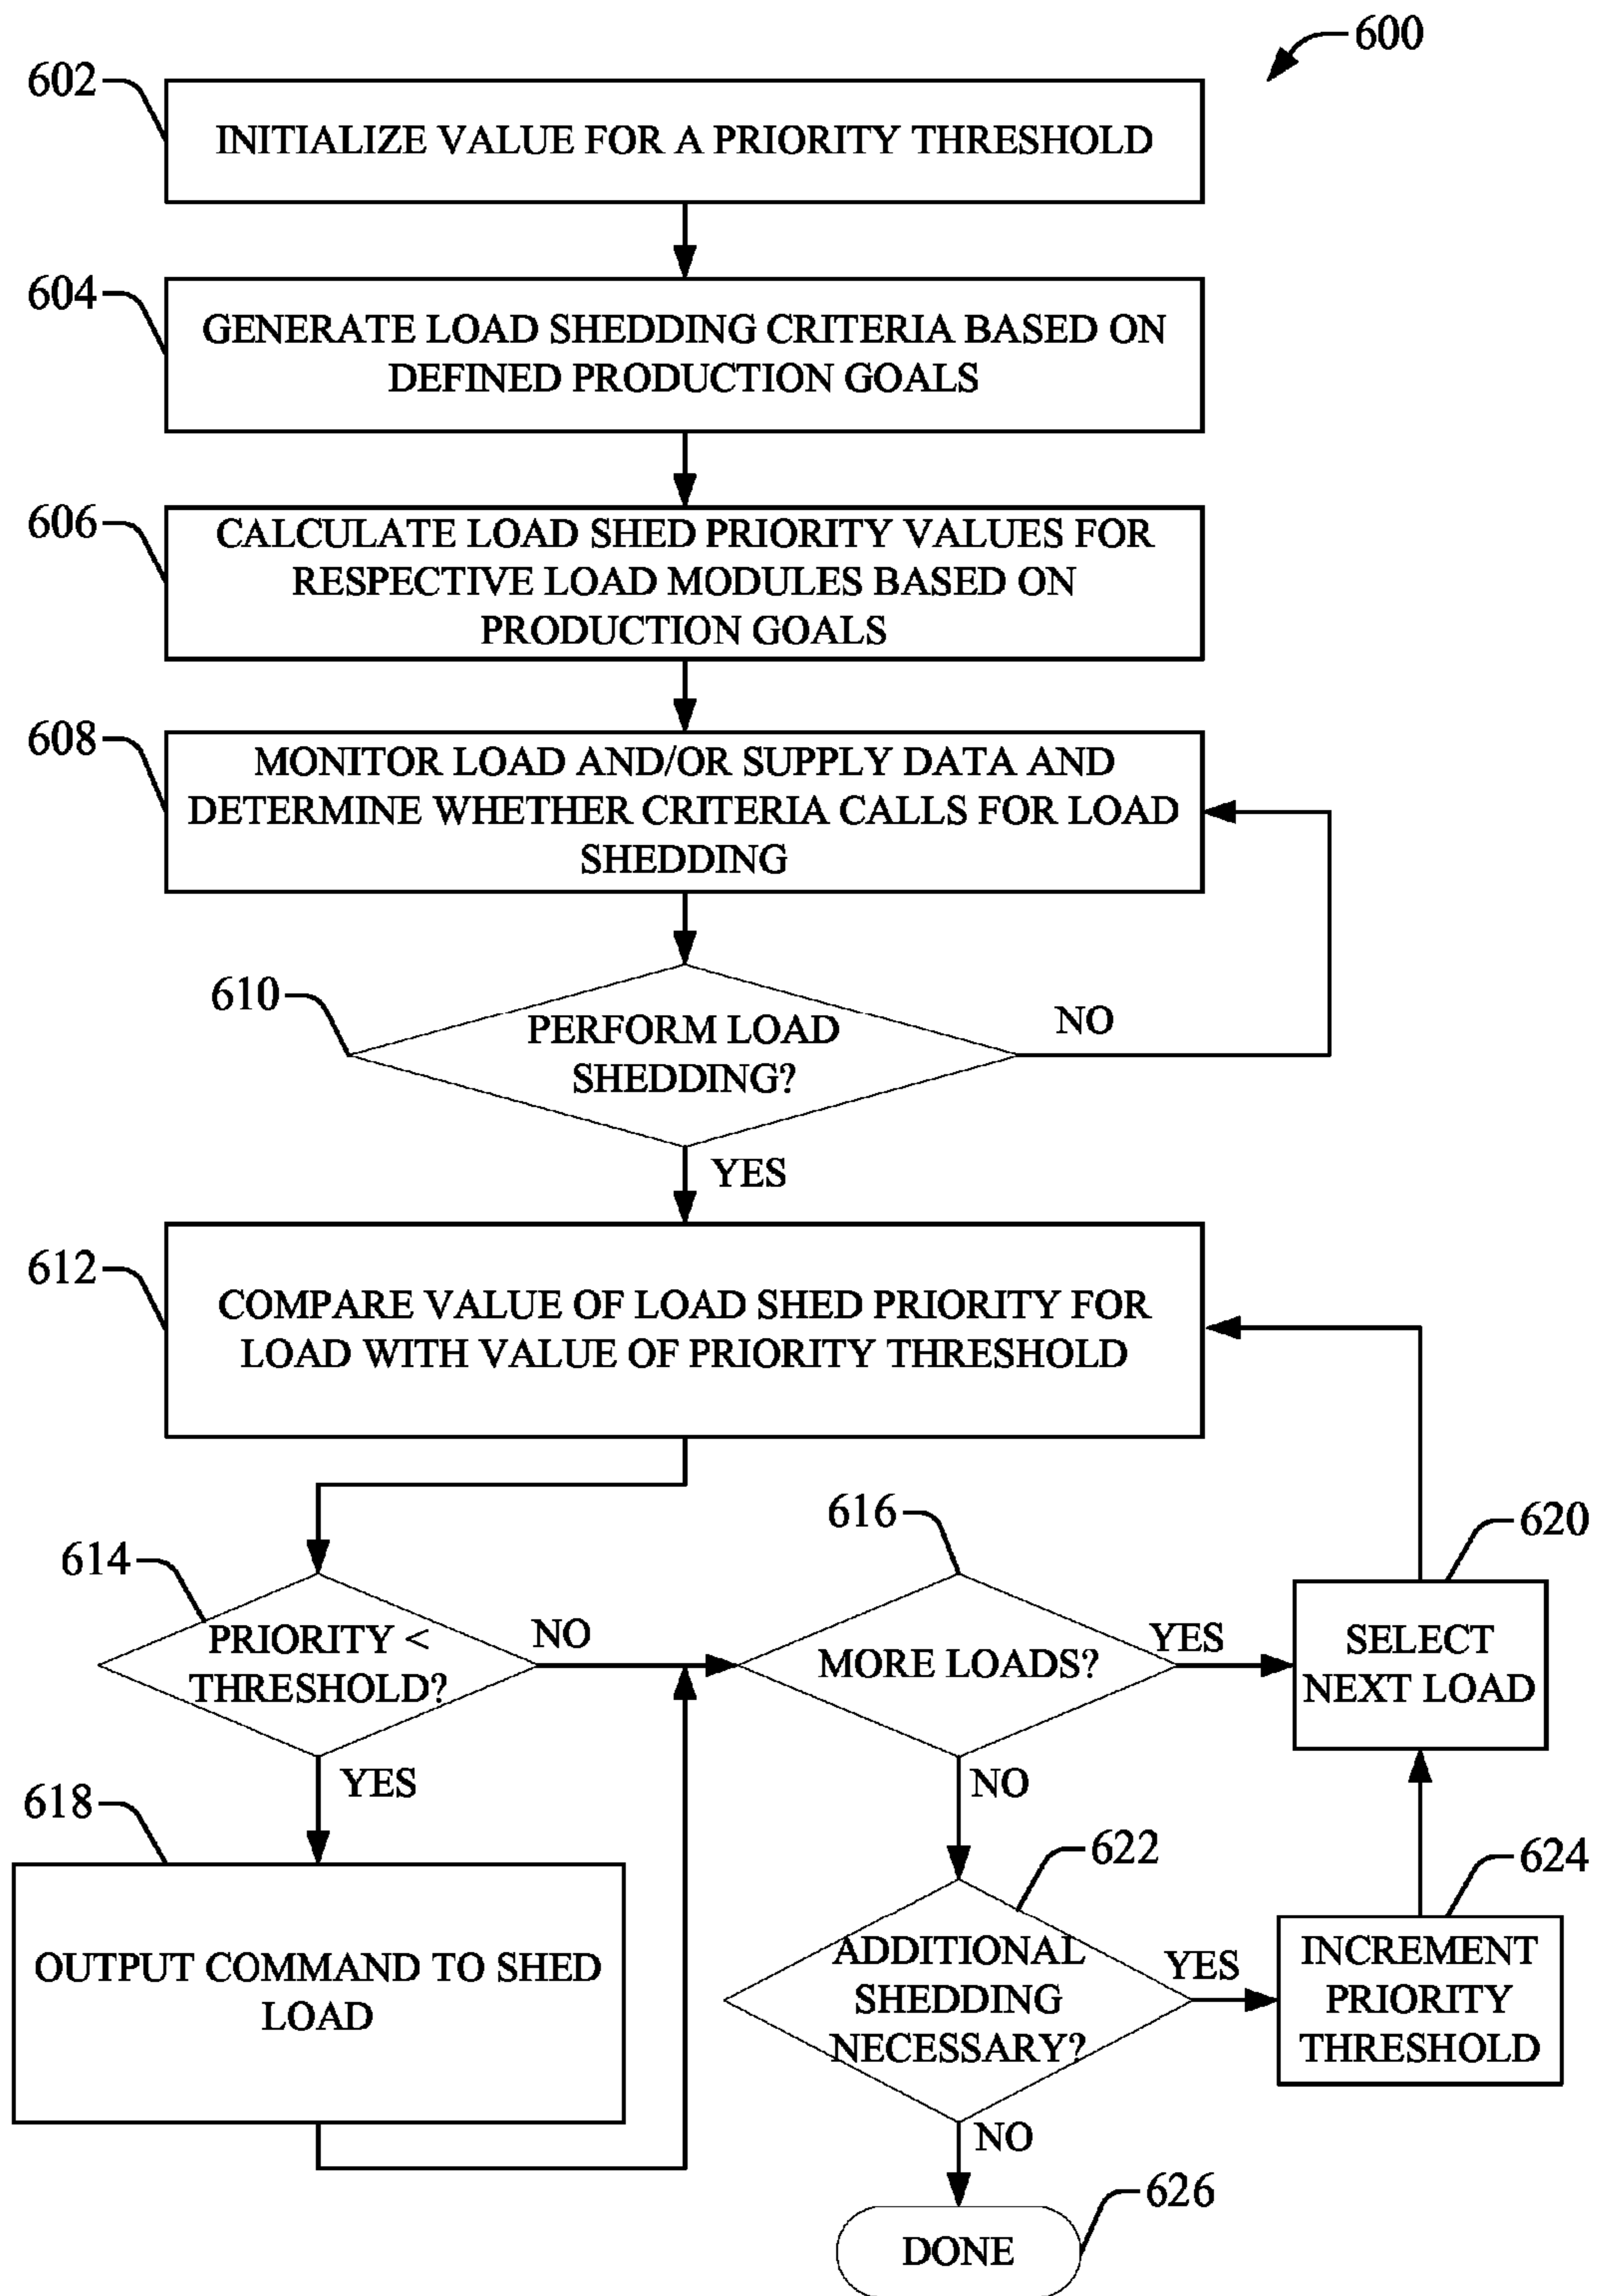 600
602
INITIALIZE VALUE FOR A PRIORITY THRESHOLD
604
GENERATE LOAD SHEDDING CRITERIA BASED ON
DEFINED PRODUCTION GOALS
606
CALCULATE LOAD SHED PRIORITY VALUES FOR
RESPECTIVE LOAD MODULES BASED ON
PRODUCTION GOALS
608
MONITOR LOAD AND/OR SUPPLY DATA AND
DETERMINE WHETHER CRITERIA CALLS FOR LOAD
SHEDDING
610
PERFORM LOAD
SHEDDING?
NO
YES
612
COMPARE VALUE OF LOAD SHED PRIORITY FOR
LOAD WITH VALUE OF PRIORITY THRESHOLD
614
PRIORITY <
THRESHOLD?
NO
YES
616
MORE LOADS?
YES
NO
620
SELECT
NEXT LOAD
618
OUTPUT COMMAND TO SHED
LOAD
622
ADDITIONAL
SHEDDING
NECESSARY?
YES
NO
624
INCREMENT
PRIORITY
THRESHOLD
626
DONE